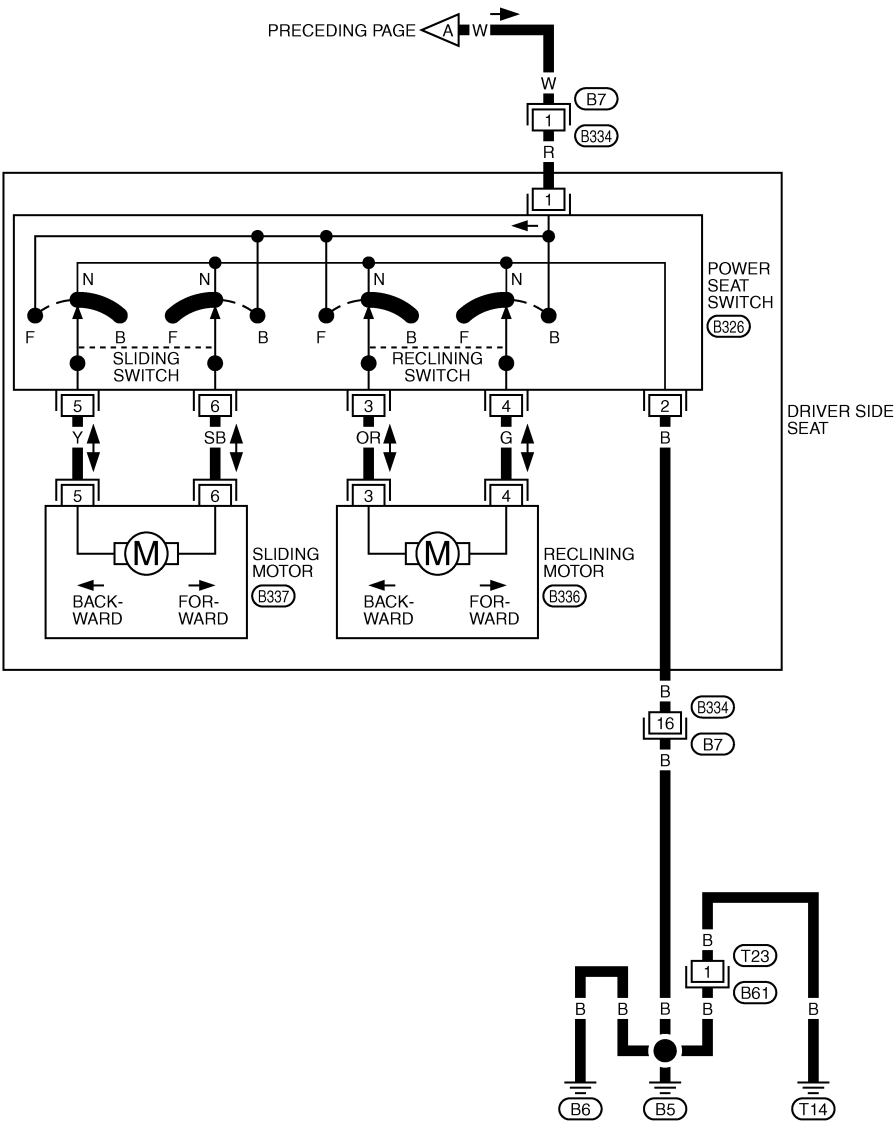 PRECEDING PAGE A W
W
B7
1
B334
R
1
N N N N
F B F B F B F B
SLIDING
SWITCH
RECLINING
SWITCH
POWER
SEAT
SWITCH
B326
5 6 3 4 2
DRIVER SIDE
SEAT
Y SB OR G B
5 6 3 4
M M
SLIDING
MOTOR
B337
RECLINING
MOTOR
B336
BACK-
WARD
FOR-
WARD
BACK-
WARD
FOR-
WARD
B
B334
16
B7
B
B
T23
1
B61
B B B B B
B6 B5 T14